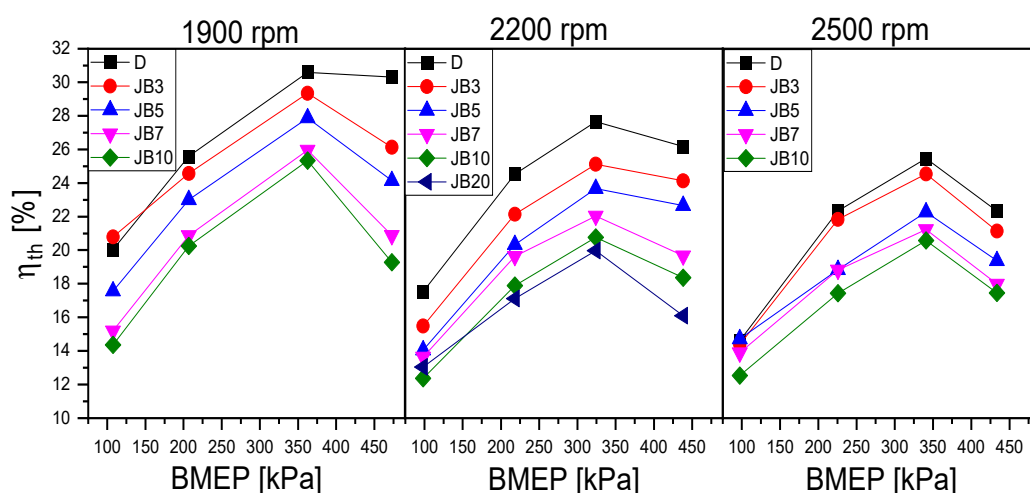 1900 rpm 2200 rpm 2500 rpm
D
JB3
JB5
JB7
JB10
D
JB3
JB5
JB7
JB10
JB20
D
JB3
JB5
JB7
JB10
η_th [%]
32
30
28
26
24
22
20
18
16
14
12
10
100 150 200 250 300 350 400 450 100 150 200 250 300 350 400 450 100 150 200 250 300 350 400 450
BMEP [kPa] BMEP [kPa] BMEP [kPa]